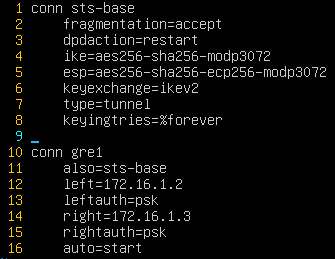 1 conn sts-base
2     fragmentation=accept
3     dpdaction=restart
4     ike=aes256-sha256-modp3072
5     esp=aes256-sha256-ecp256-modp3072
6     keyexchange=ikev2
7     type=tunnel
8     keyingtries=%forever
9
10 conn gre1
11     also=sts-base
12     left=172.16.1.2
13     leftauth=psk
14     right=172.16.1.3
15     rightauth=psk
16     auto=start